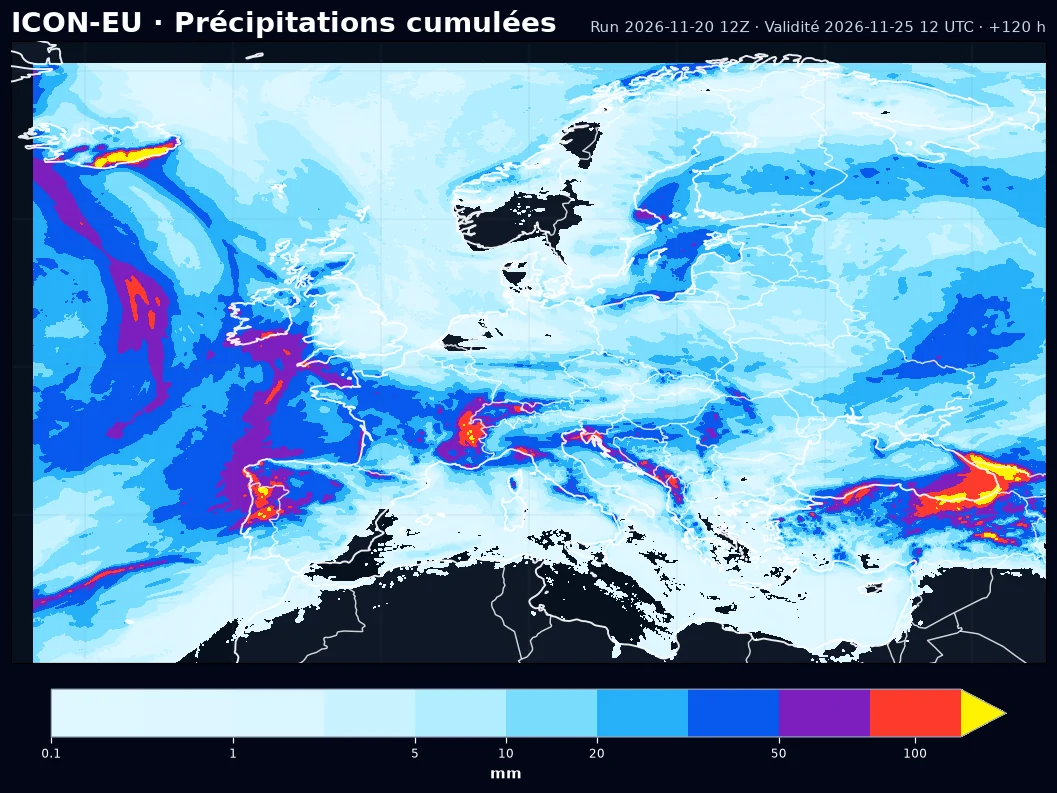 ICON-EU · Précipitations cumulées
Run 2026-11-20 12Z · Validité 2026-11-25 12 UTC · +120 h
0.1 1 5 10 20 50 100
mm